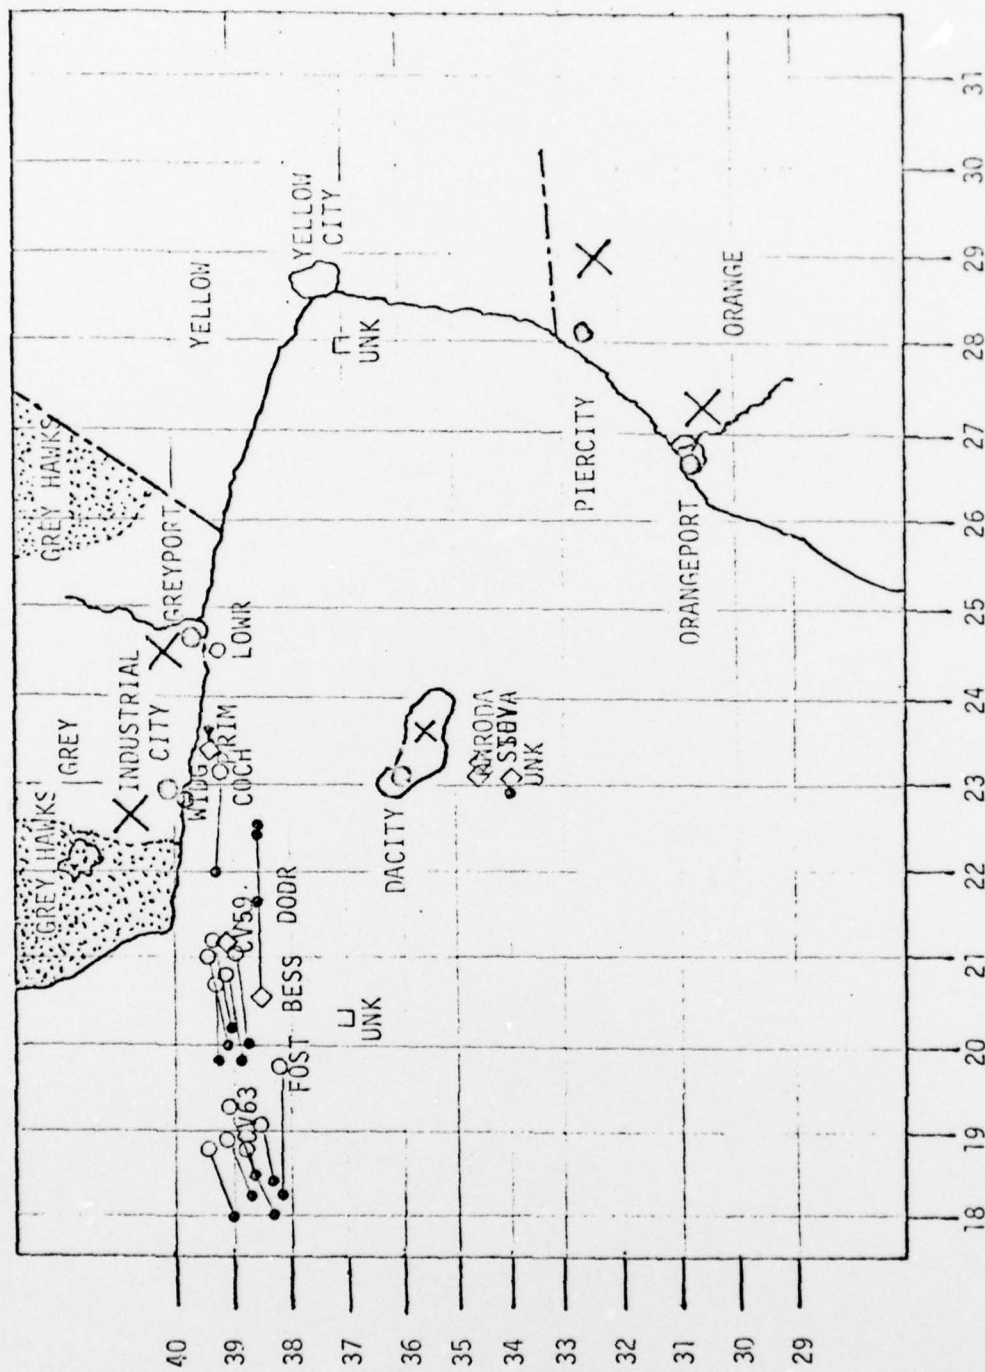 GREY HAWKS
GREY
GREY HAWKS
INDUSTRIAL
CITY
GREYPORT
YELLOW
YELLOW
CITY
WIDG
GRIM
COCH
LOWR
UNK
CV59
DODR
BESS
FOST
CV63
UNK
DACITY
UNK
PIERCITY
ORANGEPORT
ORANGE
40
39
38
37
36
35
34
33
32
31
30
29
18
19
20
21
22
23
24
25
26
27
28
29
30
31